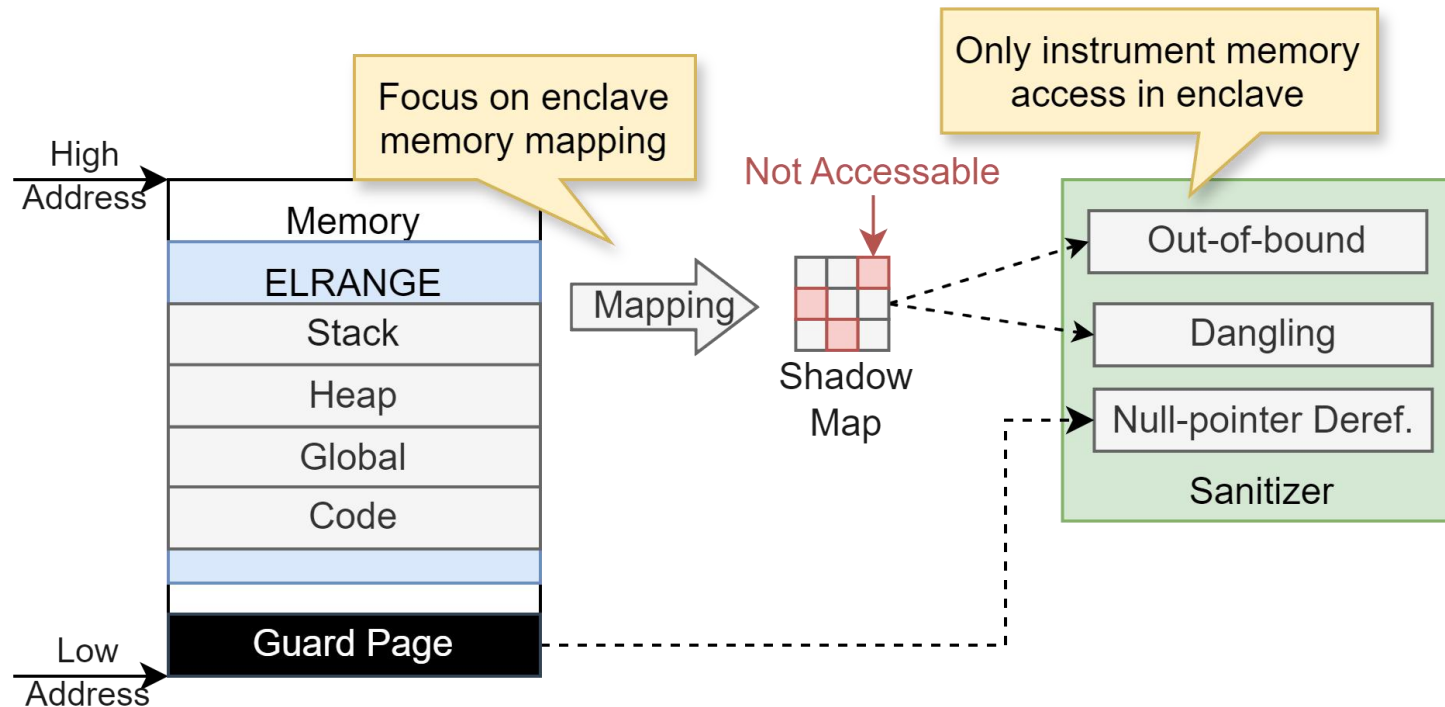 Only instrument memory
access in enclave
Focus on enclave
memory mapping
High
Address
Not Accessable
Memory
ELRANGE
Stack
Heap
Global
Code
Guard Page
Low
Address
Mapping
Shadow
Map
Out-of-bound
Dangling
Null-pointer Deref.
Sanitizer